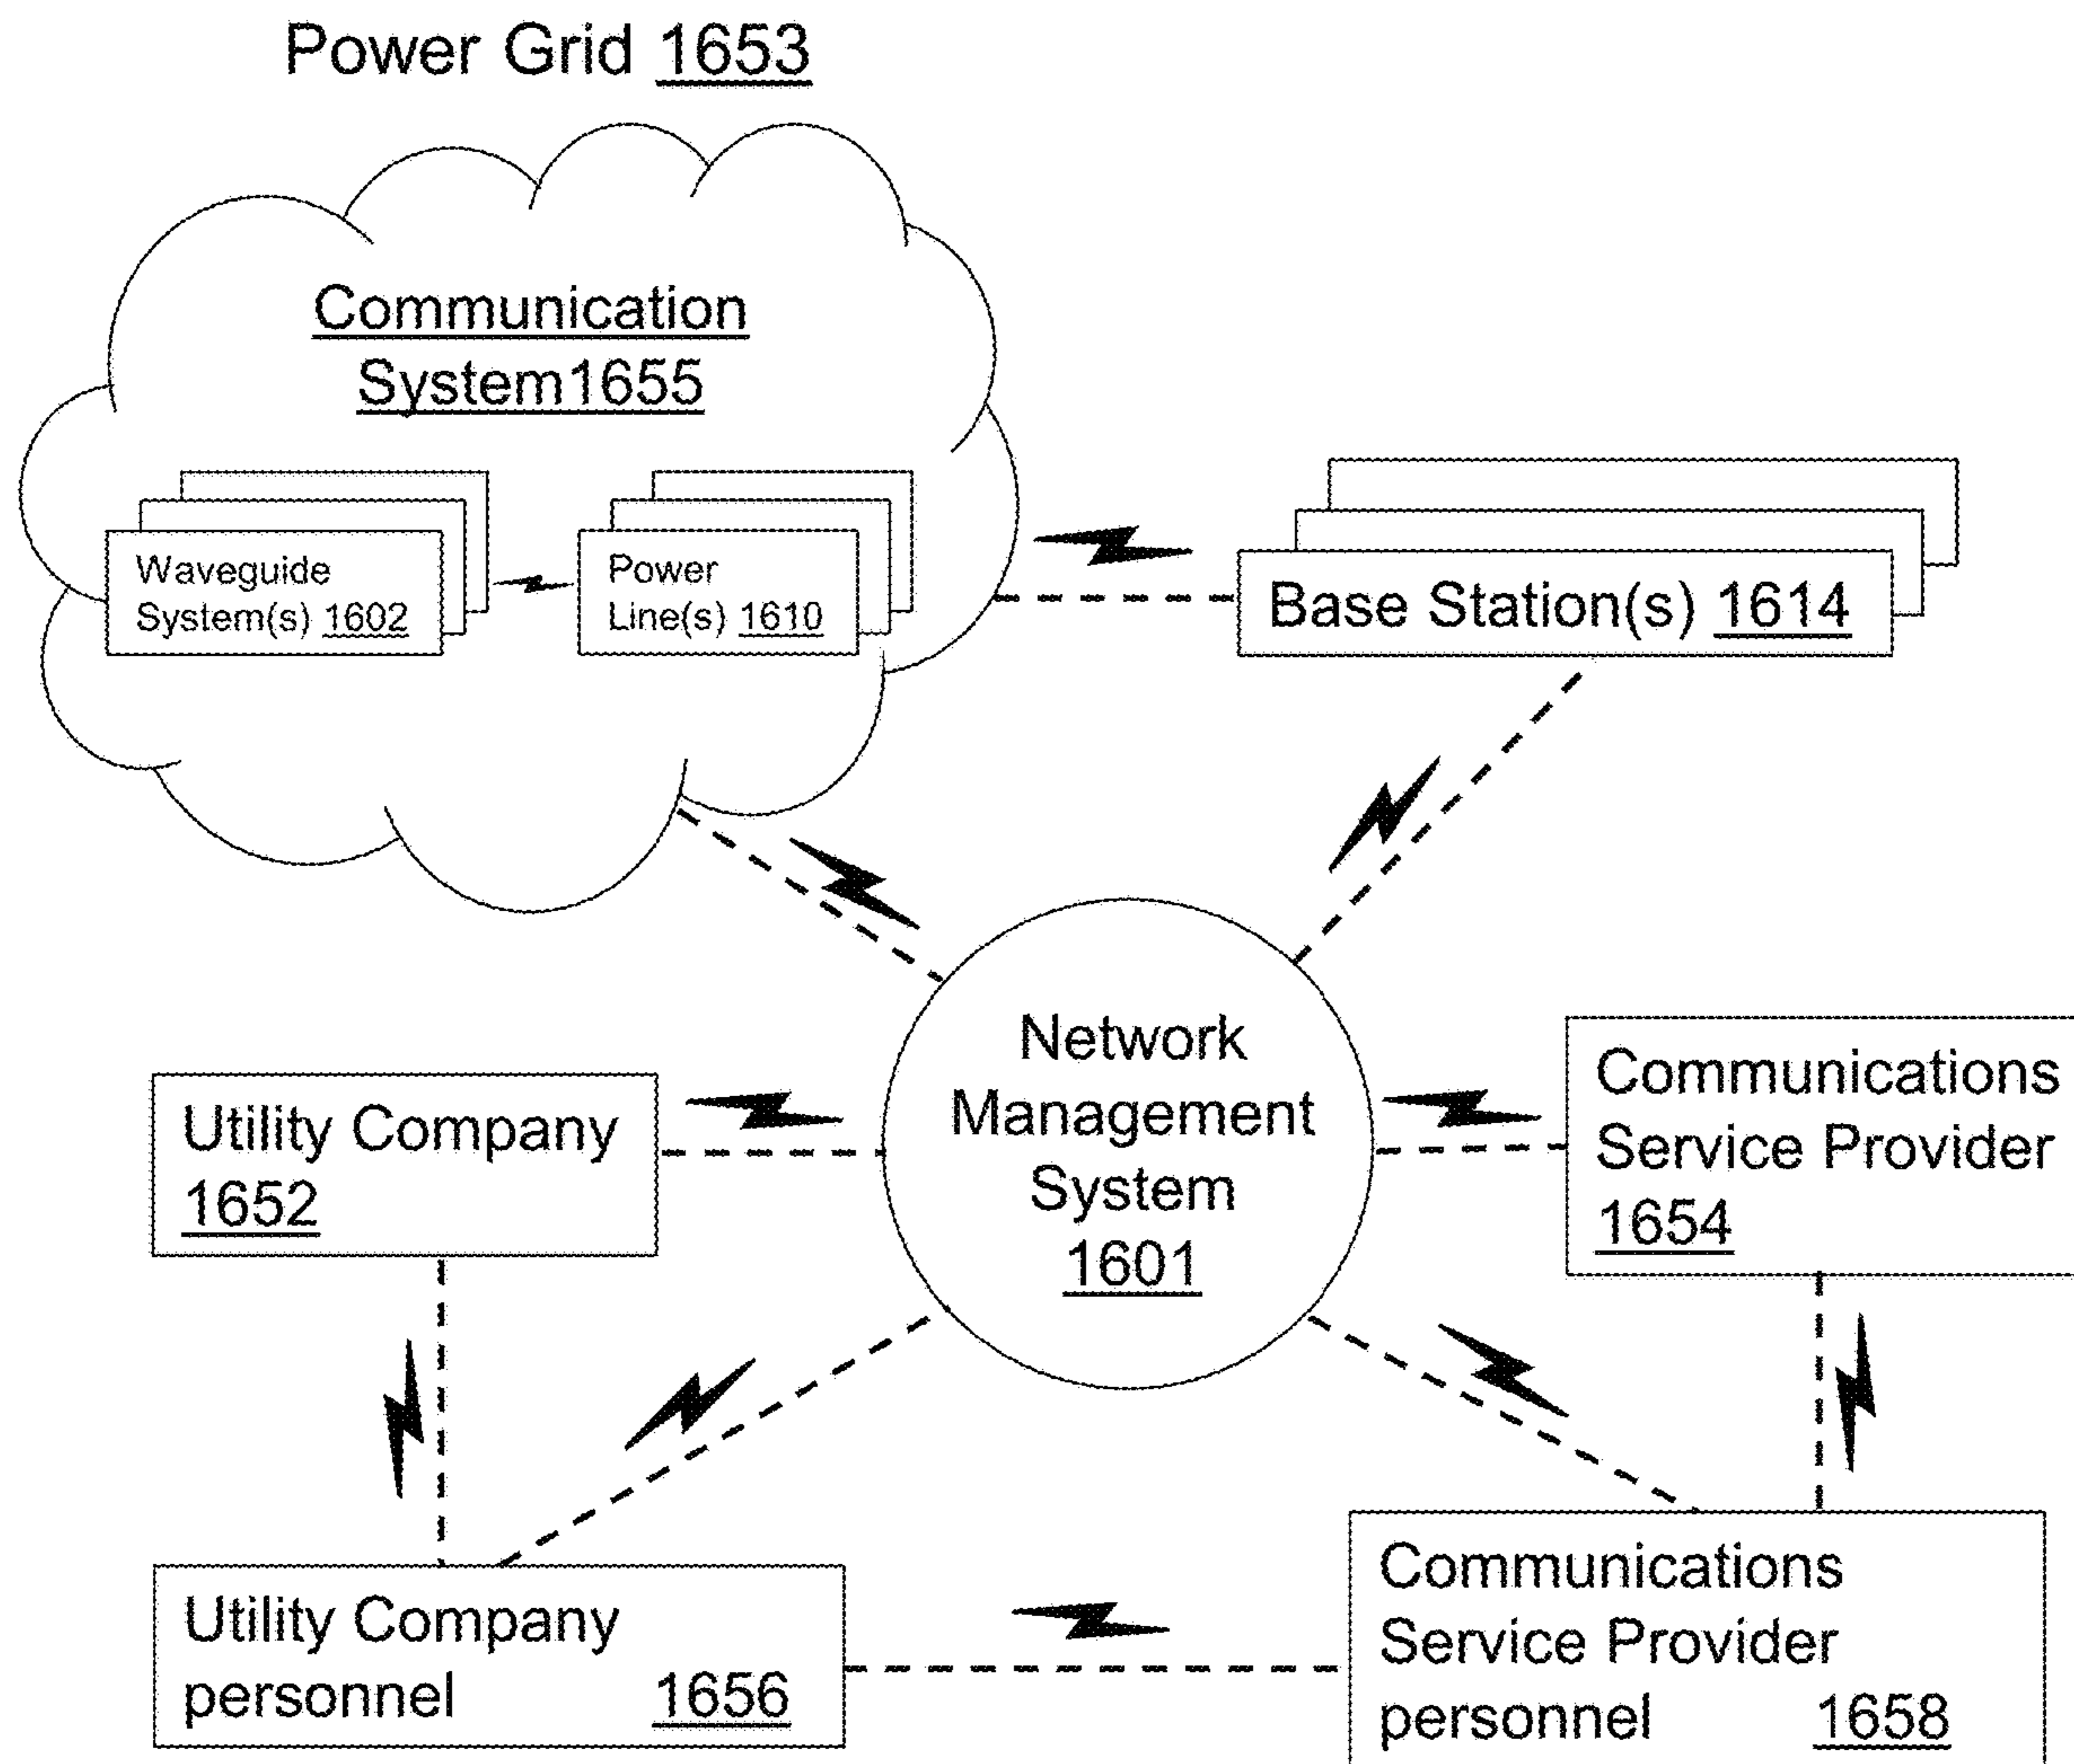 Power Grid 1653
Communication
System1655
Waveguide
System(s) 1602
Power
Line(s) 1610
Base Station(s) 1614
Network
Management
System
1601
Utility Company
1652
Communications
Service Provider
1654
Utility Company
personnel 1656
Communications
Service Provider
personnel 1658